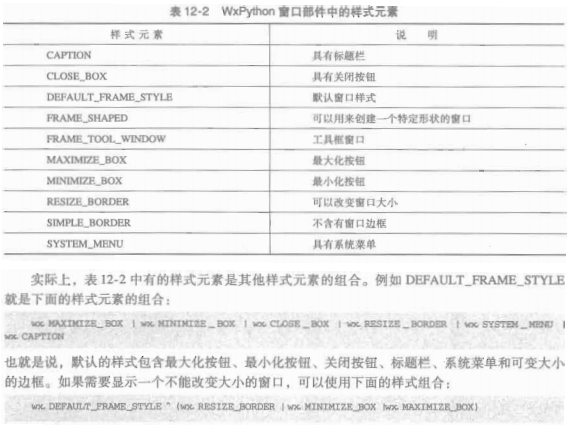 表 12-2 WxPython 窗口部件中的样式元素
样 式 元 素 说 明
CAPTION 具有标题栏
CLOSE_BOX 具有关闭按钮
DEFAULT_FRAME_STYLE 默认窗口样式
FRAME_SHAPED 可以用来创建一个特定形状的窗口
FRAME_TOOL_WINDOW 工具框窗口
MAXIMIZE_BOX 最大化按钮
MINIMIZE_BOX 最小化按钮
RESIZE_BORDER 可以改变窗口大小
SIMPLE_BORDER 不含有窗口边框
SYSTEM_MENU 具有系统菜单
实际上，表 12-2 中有的样式元素是其他样式元素的组合。例如 DEFAULT_FRAME_STYLE
就是下面的样式元素的组合：
wx. MAXIMIZE_BOX | wx. MINIMIZE_BOX | wx. CLOSE_BOX | wx. RESIZE_BORDER | wx. SYSTEM_MENU |
wx. CAPTION
也就是说，默认的样式包含最大化按钮、最小化按钮、关闭按钮、标题栏、系统菜单和可变大小
的边框。如果需要显示一个不能改变大小的窗口，可以使用下面的样式组合：
wx. DEFAULT_FRAME_STYLE ^ (wx. RESIZE_BORDER | wx. MINIMIZE_BOX |wx. MAXIMIZE_BOX)